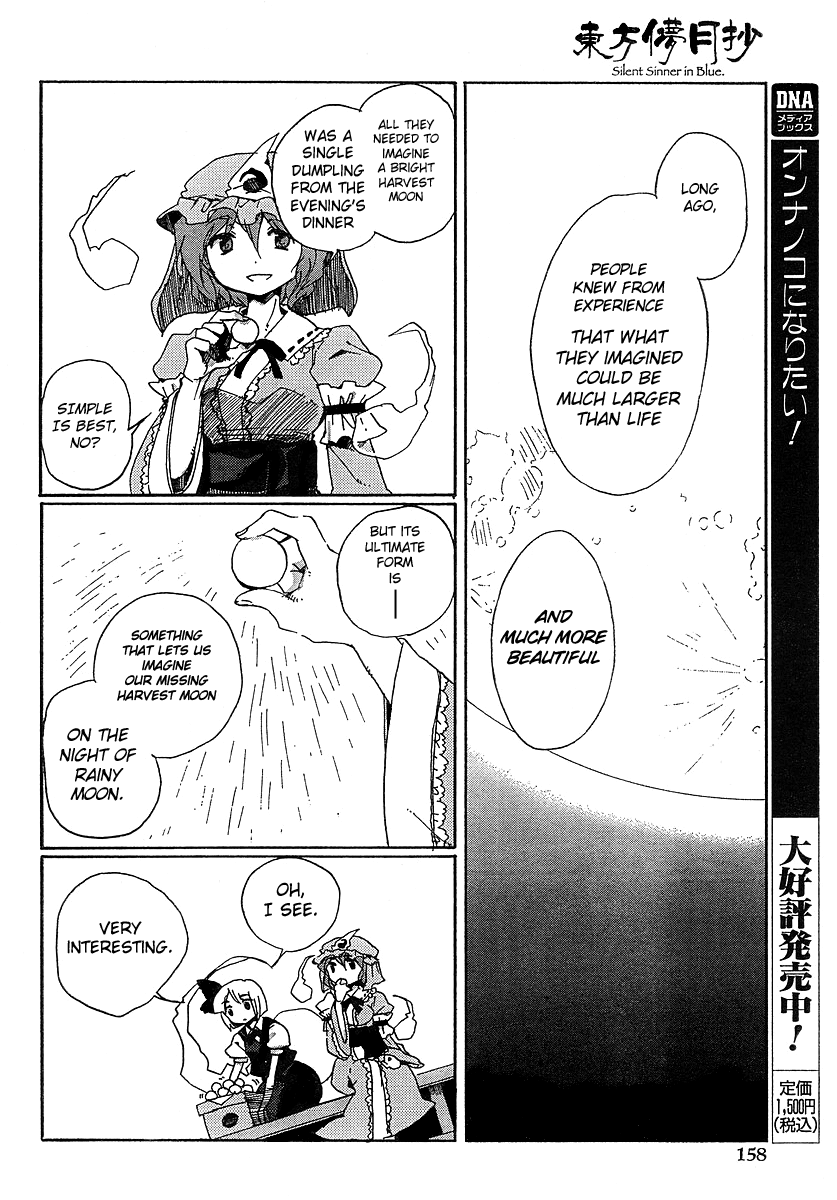 東方儚月抄
Silent Sinner in Blue.
LONG
AGO,
PEOPLE
KNEW FROM
EXPERIENCE
THAT WHAT
THEY IMAGINED
COULD BE
MUCH LARGER
THAN LIFE
AND
MUCH MORE
BEAUTIFUL
ALL THEY
NEEDED TO
IMAGINE
A BRIGHT
HARVEST
MOON
WAS A
SINGLE
DUMPLING
FROM THE
EVENING'S
DINNER
SIMPLE
IS BEST,
NO?
BUT ITS
ULTIMATE
FORM
IS
—
SOMETHING
THAT LETS US
IMAGINE
OUR MISSING
HARVEST MOON
ON THE
NIGHT OF
RAINY
MOON.
OH,
I SEE.
VERY
INTERESTING.
DNA
メディア
ブックス
オンナノコになりたい!
大好評発売中!
定価
1,500円
(税込)
158